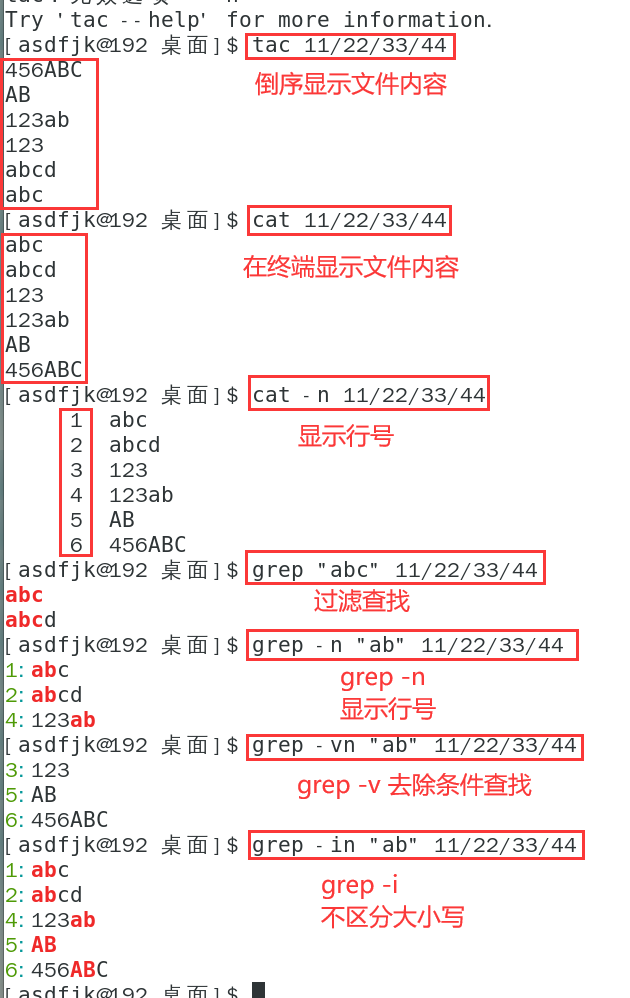 Try 'tac --help' for more information.
[asdfjk@192 桌面]$ tac 11/22/33/44
456ABC
倒序显示文件内容
AB
123ab
123
abcd
abc
[asdfjk@192 桌面]$ cat 11/22/33/44
abc
abcd
在终端显示文件内容
123
123ab
AB
456ABC
[asdfjk@192 桌面]$ cat -n 11/22/33/44
1 abc
显示行号
2 abcd
3 123
4 123ab
5 AB
6 456ABC
[asdfjk@192 桌面]$ grep "abc" 11/22/33/44
abc
过滤查找
abcd
[asdfjk@192 桌面]$ grep -n "ab" 11/22/33/44
1:abc
grep -n
2:abcd
显示行号
4:123ab
[asdfjk@192 桌面]$ grep -vn "ab" 11/22/33/44
3:123
grep -v 去除条件查找
5:AB
6:456ABC
[asdfjk@192 桌面]$ grep -in "ab" 11/22/33/44
1:abc
grep -i
2:abcd
不区分大小写
4:123ab
5:AB
6:456ABC
[asdfjk@192 桌面]$